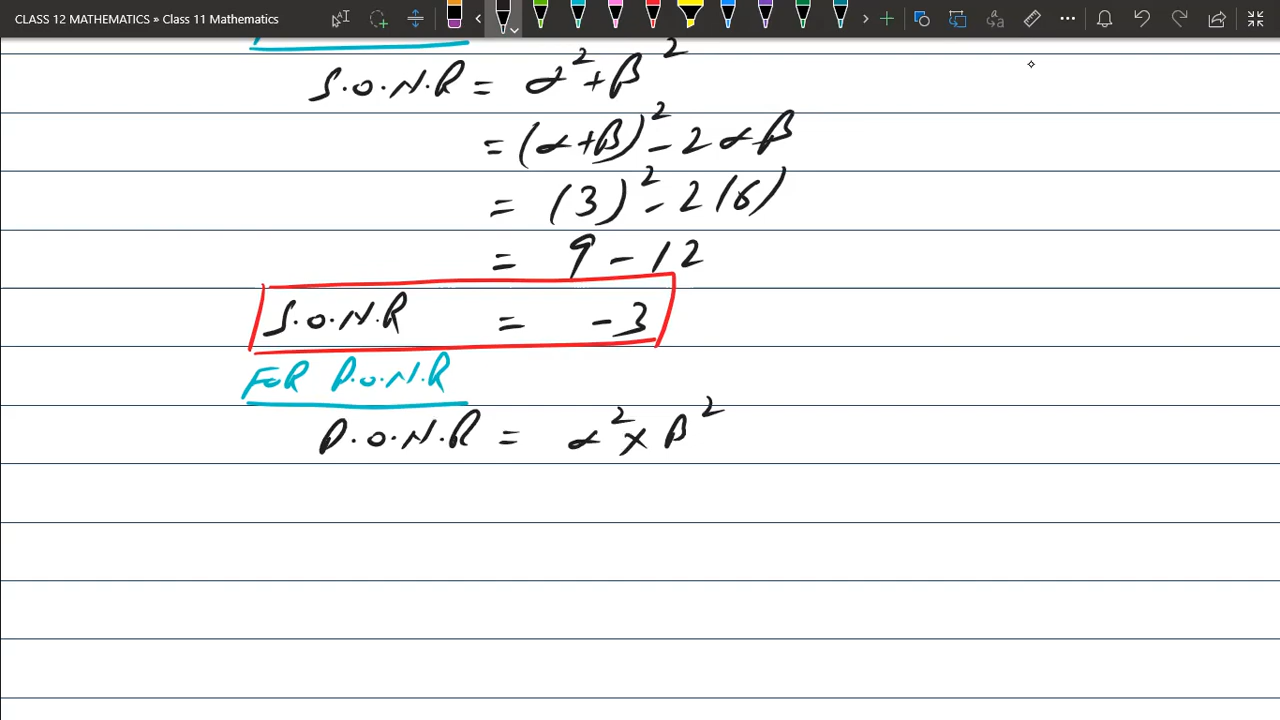 CLASS 12 MATHEMATICS » Class 11 Mathematics
S.O.N.R = α² + β²
= (α+β)² - 2αβ
= (3)² - 2(6)
= 9 - 12
S.O.N.R = -3
FOR P.O.N.R
P.O.N.R = α² × β²